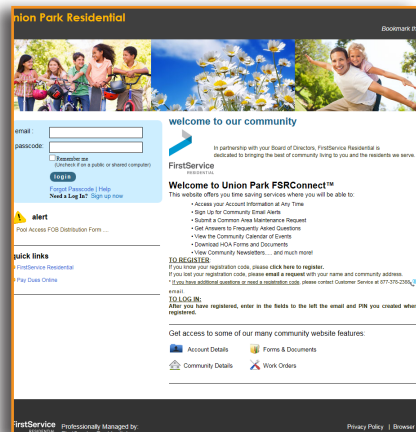 nion Park Residential
Bookmark th
email :
passcode:
Remember me
(Uncheck if on a public or shared computer)
login
Forgot Passcode | Help
Need a Log In? Sign up now
alert
Pool Access FOB Distribution Form ....
quick links
FirstService Residential
Pay Dues Online
welcome to our community
FirstService
RESIDENTIAL
In partnership with your Board of Directors, FirstService Residential is
dedicated to bringing the best of community living to you and the residents we serve.
Welcome to Union Park FSRConnect™
This website offers you time saving services where you will be able to:
• Access your Account Information at Any Time
• Sign Up for Community Email Alerts
• Submit a Common Area Maintenance Request
• Get Answers to Frequently Asked Questions
• View the Community Calendar of Events
• Download HOA Forms and Documents
• View Community Newsletters..... and much more!
TO REGISTER:
If you know your registration code, please click here to register.
If you lost your registration code, please email a request with your name and community address.
* If you have additional questions or need a registration code, please contact Customer Service at 877-378-2388
email.
TO LOG IN:
After you have registered, enter in the fields to the left the email and PIN you created when
registered.
Get access to some of our many community website features:
Account Details
Forms & Documents
Community Details
Work Orders
FirstService
RESIDENTIAL
Professionally Managed by:
Privacy Policy | Browser